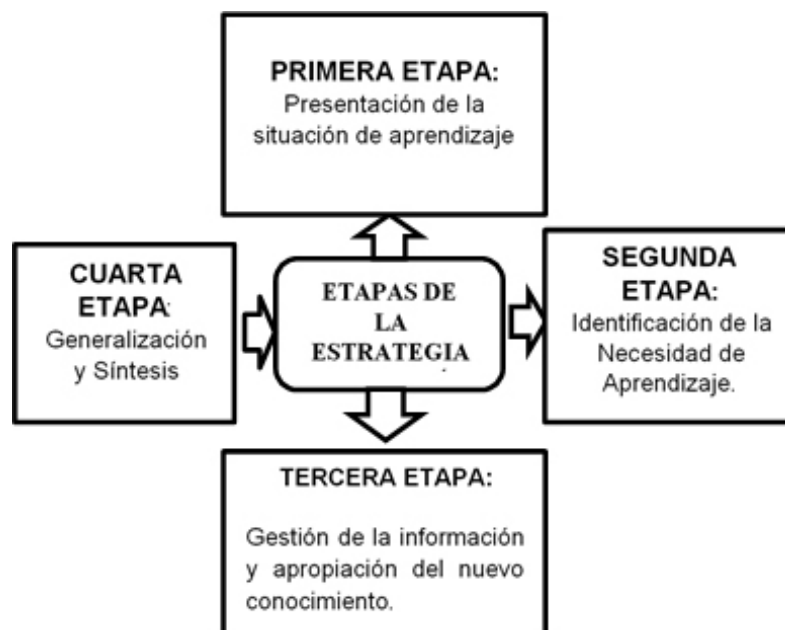 PRIMERA ETAPA:
Presentación de la
situación de aprendizaje
CUARTA
ETAPA:
Generalización
y Síntesis
ETAPAS DE
LA
ESTRATEGIA
SEGUNDA
ETAPA:
Identificación de la
Necesidad de
Aprendizaje.
TERCERA ETAPA:
Gestión de la información
y apropiación del nuevo
conocimiento.